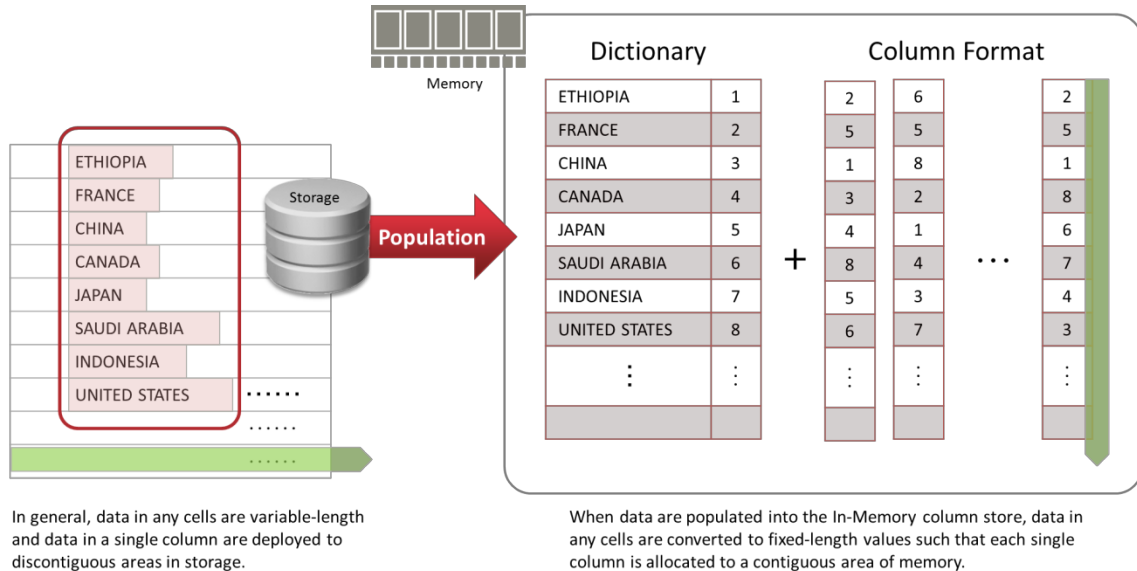 Memory
Dictionary
Column Format
ETHIOPIA 1 2 6 2
FRANCE 2 5 5 5
CHINA 3 1 8 1
CANADA 4 3 2 8
JAPAN 5 4 1 6
SAUDI ARABIA 6 8 4 7
INDONESIA 7 5 3 4
UNITED STATES 8 6 7 3
⋮ ⋮ ⋮ ⋮ ⋮
+
...
ETHIOPIA
FRANCE
CHINA
CANADA
JAPAN
SAUDI ARABIA
INDONESIA
UNITED STATES ......
......
......
Storage
Population
In general, data in any cells are variable-length
and data in a single column are deployed to
discontiguous areas in storage.
When data are populated into the In-Memory column store, data in
any cells are converted to fixed-length values such that each single
column is allocated to a contiguous area of memory.